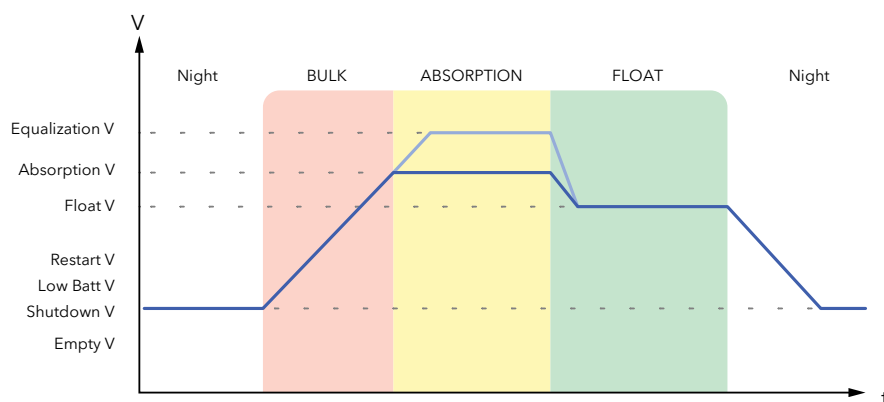 V
Night
BULK
ABSORPTION
FLOAT
Night
Equalization V
Absorption V
Float V
Restart V
Low Batt V
Shutdown V
Empty V
t